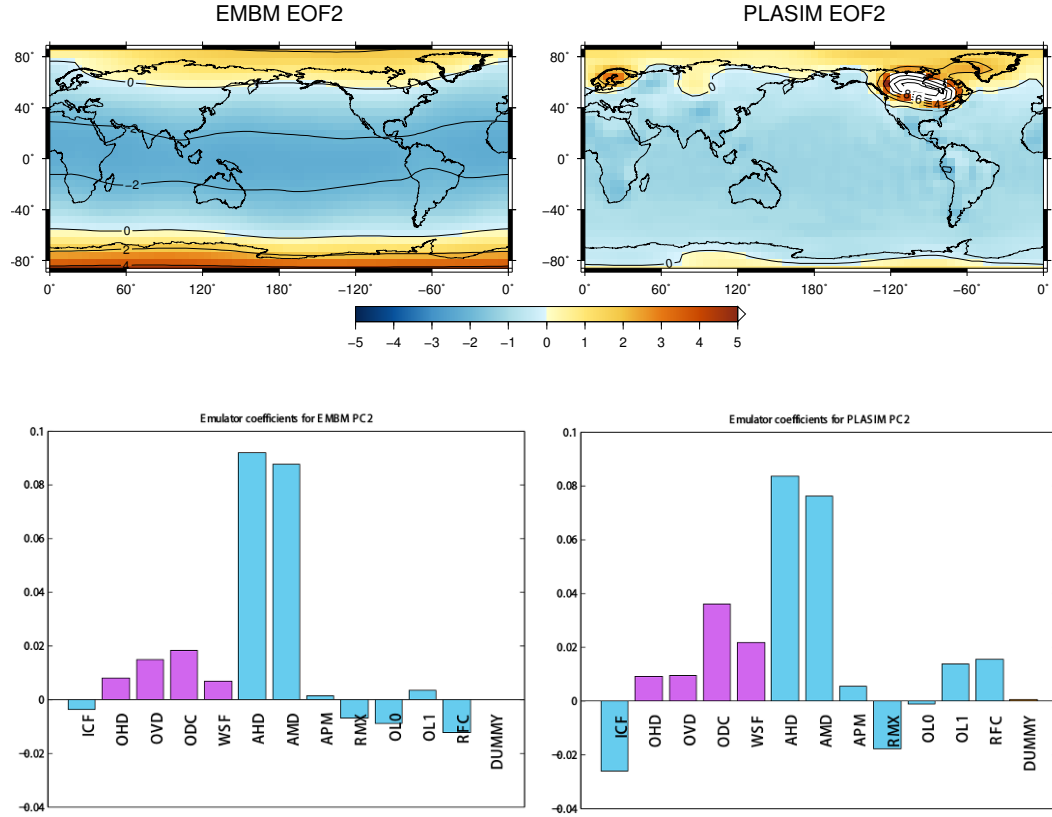 EMBM EOF2
PLASIM EOF2
80°
40°
0°
−40°
−80°
0
2
−2
0
2
4
0°
60°
120°
180°
−120°
−60°
0°
80°
40°
0°
−40°
−80°
0
0
8
6
4
0
0°
60°
120°
180°
−120°
−60°
0°
−5
−4
−3
−2
−1
0
1
2
3
4
5
Emulator coefficients for EMBM PC2
0.1
0.08
0.06
0.04
0.02
0
−0.02
−0.04
ICF
OHD
OVD
ODC
WSF
AHD
AMD
APM
RMX
OL0
OL1
RFC
DUMMY
Emulator coefficients for PLASIM PC2
0.1
0.08
0.06
0.04
0.02
0
−0.02
−0.04
ICF
OHD
OVD
ODC
WSF
AHD
AMD
APM
RMX
OL0
OL1
RFC
DUMMY